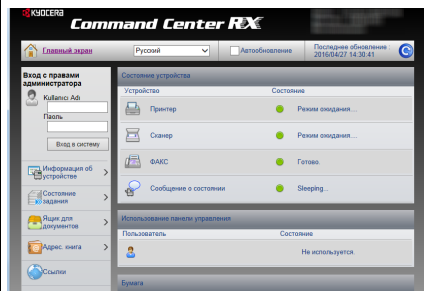 KYOCERA
Command Center RX
Главный экран
Русский
Автообновление
Последнее обновление :
2016/04/27 14:30:41
Вход с правами
администратора
Kullanıcı Adı
Пароль
Вход в систему
Информация об
устройстве
Состояние
задания
Ящик для
документов
Адрес. книга
Ссылки
Состояние устройства
Устройство Состояние
Принтер Режим ожидания...
Сканер Режим ожидания...
ФАКС Готово.
Сообщение о состоянии Sleeping...
Использование панели управления
Пользователь Состояние
Не используется.
Бумага